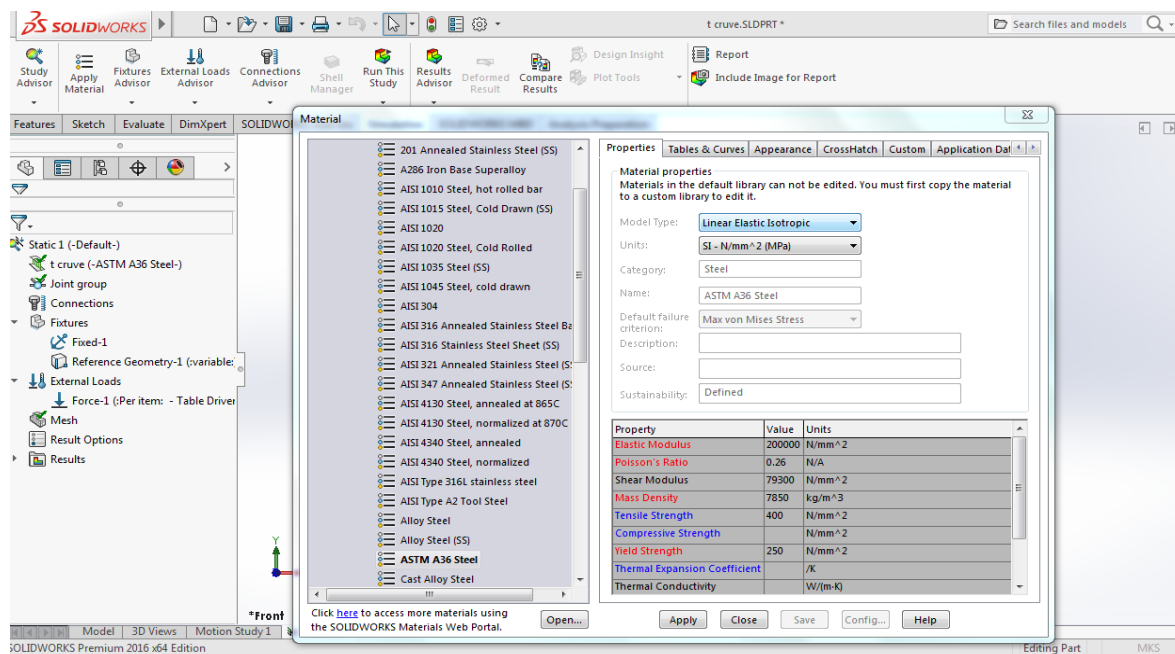 SOLIDWORKS
t cruve.SLDPRT *
Search files and models
Study Advisor
Apply Material
Fixtures Advisor
External Loads Advisor
Connections Advisor
Shell Manager
Run This Study
Results Advisor
Deformed Result
Compare Results
Design Insight
Plot Tools
Report
Include Image for Report
Features
Sketch
Evaluate
DimXpert
SOLIDWO
Static 1 (-Default-)
t cruve (-ASTM A36 Steel-)
Joint group
Connections
Fixtures
Fixed-1
Reference Geometry-1 (:variable:
External Loads
Force-1 (:Per item: - Table Driver
Mesh
Result Options
Results
Y
*Front
Material
201 Annealed Stainless Steel (SS)
A286 Iron Base Superalloy
AISI 1010 Steel, hot rolled bar
AISI 1015 Steel, Cold Drawn (SS)
AISI 1020
AISI 1020 Steel, Cold Rolled
AISI 1035 Steel (SS)
AISI 1045 Steel, cold drawn
AISI 304
AISI 316 Annealed Stainless Steel Ba
AISI 316 Stainless Steel Sheet (SS)
AISI 321 Annealed Stainless Steel (S
AISI 347 Annealed Stainless Steel (S
AISI 4130 Steel, annealed at 865C
AISI 4130 Steel, normalized at 870C
AISI 4340 Steel, annealed
AISI 4340 Steel, normalized
AISI Type 316L stainless steel
AISI Type A2 Tool Steel
Alloy Steel
Alloy Steel (SS)
ASTM A36 Steel
Cast Alloy Steel
Click here to access more materials using
the SOLIDWORKS Materials Web Portal.
Open...
Properties
Tables & Curves
Appearance
CrossHatch
Custom
Application Dat
Material properties
Materials in the default library can not be edited. You must first copy the material
to a custom library to edit it.
Model Type: Linear Elastic Isotropic
Units: SI - N/mm^2 (MPa)
Category: Steel
Name: ASTM A36 Steel
Default failure criterion: Max von Mises Stress
Description:
Source:
Sustainability: Defined
Property Value Units
Elastic Modulus 200000 N/mm^2
Poisson's Ratio 0.26 N/A
Shear Modulus 79300 N/mm^2
Mass Density 7850 kg/m^3
Tensile Strength 400 N/mm^2
Compressive Strength N/mm^2
Yield Strength 250 N/mm^2
Thermal Expansion Coefficient /K
Thermal Conductivity W/(m·K)
Apply
Close
Save
Config...
Help
Model
3D Views
Motion Study 1
SOLIDWORKS Premium 2016 x64 Edition
Editing Part
MKS